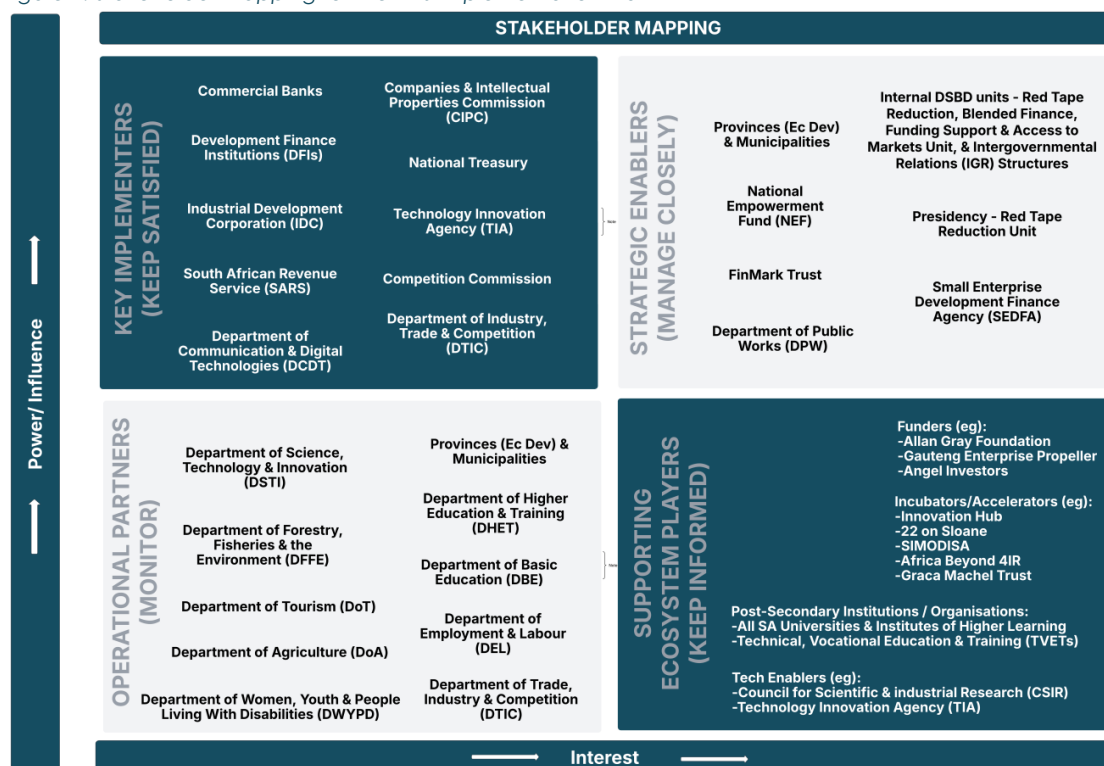 STAKEHOLDER MAPPING
Power/ Influence
KEY IMPLEMENTERS
(KEEP SATISFIED)
Commercial Banks
Development Finance
Institutions (DFIs)
Industrial Development
Corporation (IDC)
South African Revenue
Service (SARS)
Department of
Communication & Digital
Technologies (DCDT)
Companies & Intellectual
Properties Commission
(CIPC)
National Treasury
Technology Innovation
Agency (TIA)
Competition Commission
Department of Industry,
Trade & Competition
(DTIC)
STRATEGIC ENABLERS
(MANAGE CLOSELY)
Provinces (Ec Dev)
& Municipalities
National
Empowerment
Fund (NEF)
FinMark Trust
Department of Public
Works (DPW)
Internal DSBD units - Red Tape
Reduction, Blended Finance,
Funding Support & Access to
Markets Unit, & Intergovernmental
Relations (IGR) Structures
Presidency - Red Tape
Reduction Unit
Small Enterprise
Development Finance
Agency (SEDFA)
OPERATIONAL PARTNERS
(MONITOR)
Department of Science,
Technology & Innovation
(DSTI)
Department of Forestry,
Fisheries & the
Environment (DFFE)
Department of Tourism (DoT)
Department of Agriculture (DoA)
Department of Women, Youth & People
Living With Disabilities (DWYPD)
Provinces (Ec Dev) &
Municipalities
Department of Higher
Education & Training
(DHET)
Department of Basic
Education (DBE)
Department of
Employment & Labour
(DEL)
Department of Trade,
Industry & Competition
(DTIC)
SUPPORTING
ECOSYSTEM PLAYERS
(KEEP INFORMED)
Funders (eg):
-Allan Gray Foundation
-Gauteng Enterprise Propeller
-Angel Investors
Incubators/Accelerators (eg):
-Innovation Hub
-22 on Sloane
-SIMODISA
-Africa Beyond 4IR
-Graca Machel Trust
Post-Secondary Institutions / Organisations:
-All SA Universities & Institutes of Higher Learning
-Technical, Vocational Education & Training (TVETs)
Tech Enablers (eg):
-Council for Scientific & industrial Research (CSIR)
-Technology Innovation Agency (TIA)
Interest